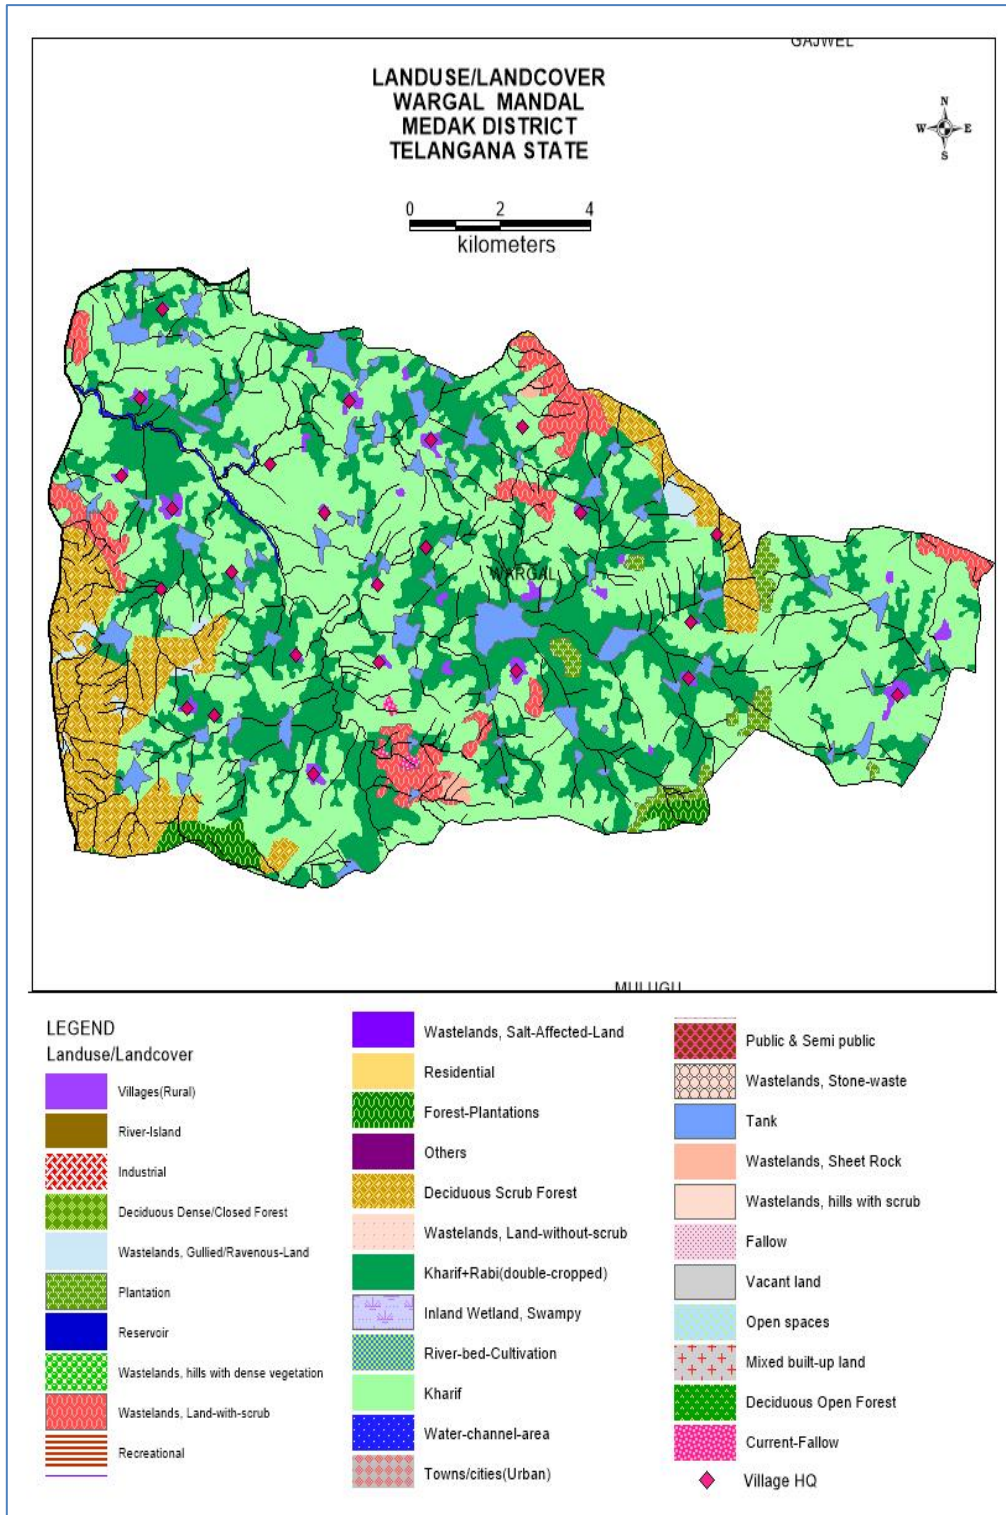 GAJWEL
LANDUSE/LANDCOVER
WARGAL MANDAL
MEDAK DISTRICT
TELANGANA STATE
N
W E
S
0 2 4
kilometers
WARGAL
MULUGU
LEGEND
Landuse/Landcover
Villages(Rural)
River-Island
Industrial
Deciduous Dense/Closed Forest
Wastelands, Gullied/Ravenous-Land
Plantation
Reservoir
Wastelands, hills with dense vegetation
Wastelands, Land-with-scrub
Recreational
Wastelands, Salt-Affected-Land
Residential
Forest-Plantations
Others
Deciduous Scrub Forest
Wastelands, Land-without-scrub
Kharif+Rabi(double-cropped)
Inland Wetland, Swampy
River-bed-Cultivation
Kharif
Water-channel-area
Towns/cities(Urban)
Public & Semi public
Wastelands, Stone-waste
Tank
Wastelands, Sheet Rock
Wastelands, hills with scrub
Fallow
Vacant land
Open spaces
Mixed built-up land
Deciduous Open Forest
Current-Fallow
Village HQ